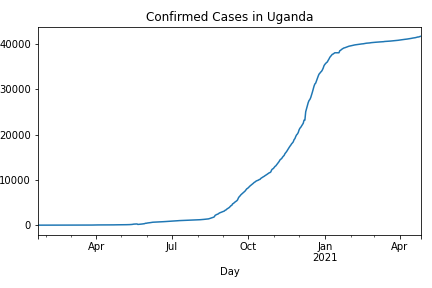 Confirmed Cases in Uganda
40000
30000
20000
10000
0
Apr
Jul
Oct
Jan
2021
Apr
Day